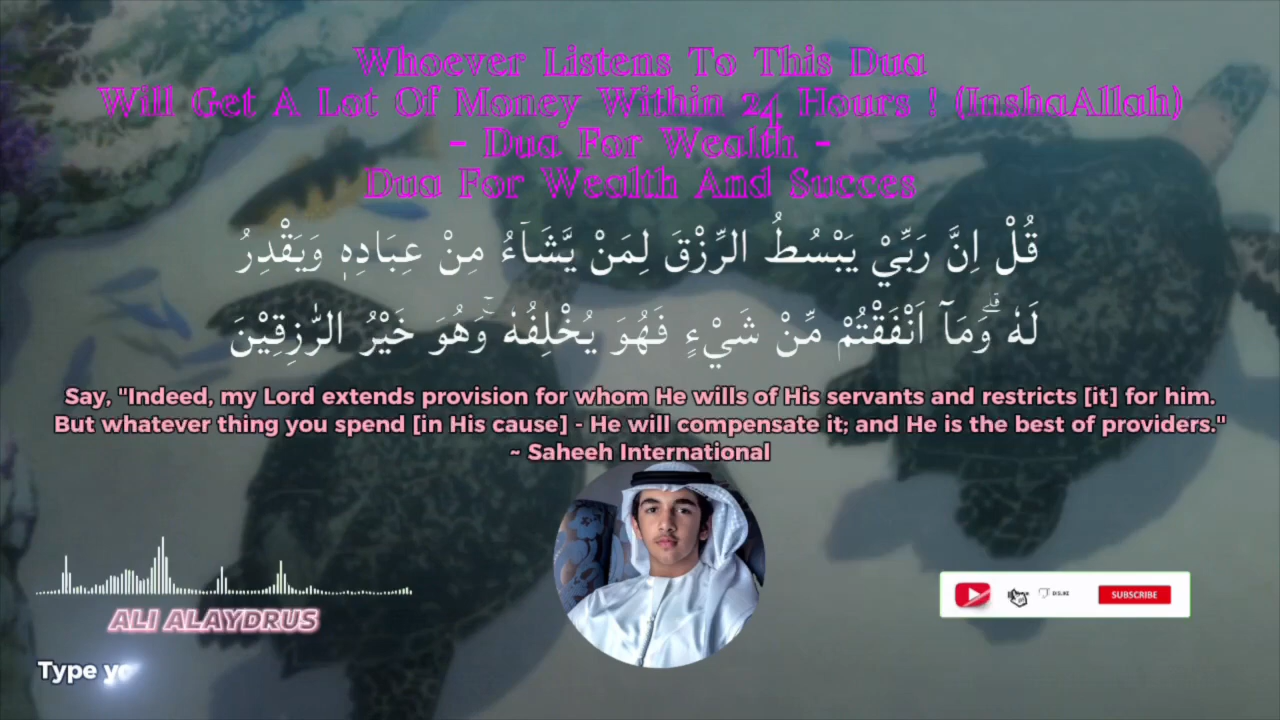 Whoever Listens To This Dua
Will Get A Lot Of Money Within 24 Hours ! (InshaAllah)
- Dua For Wealth -
Dua For Wealth And Succes
قُلْ اِنَّ رَبِّيْ يَبْسُطُ الرِّزْقَ لِمَنْ يَّشَاۤءُ مِنْ عِبَادِهٖ وَيَقْدِرُ
لَهٗ ۗوَمَآ اَنْفَقْتُمْ مِّنْ شَيْءٍ فَهُوَ يُخْلِفُهٗ ۚوَهُوَ خَيْرُ الرّٰزِقِيْنَ
Say, "Indeed, my Lord extends provision for whom He wills of His servants and restricts [it] for him.
But whatever thing you spend [in His cause] - He will compensate it; and He is the best of providers."
~ Saheeh International
DISLIKE
SUBSCRIBE
ALI ALAYDRUS
Type